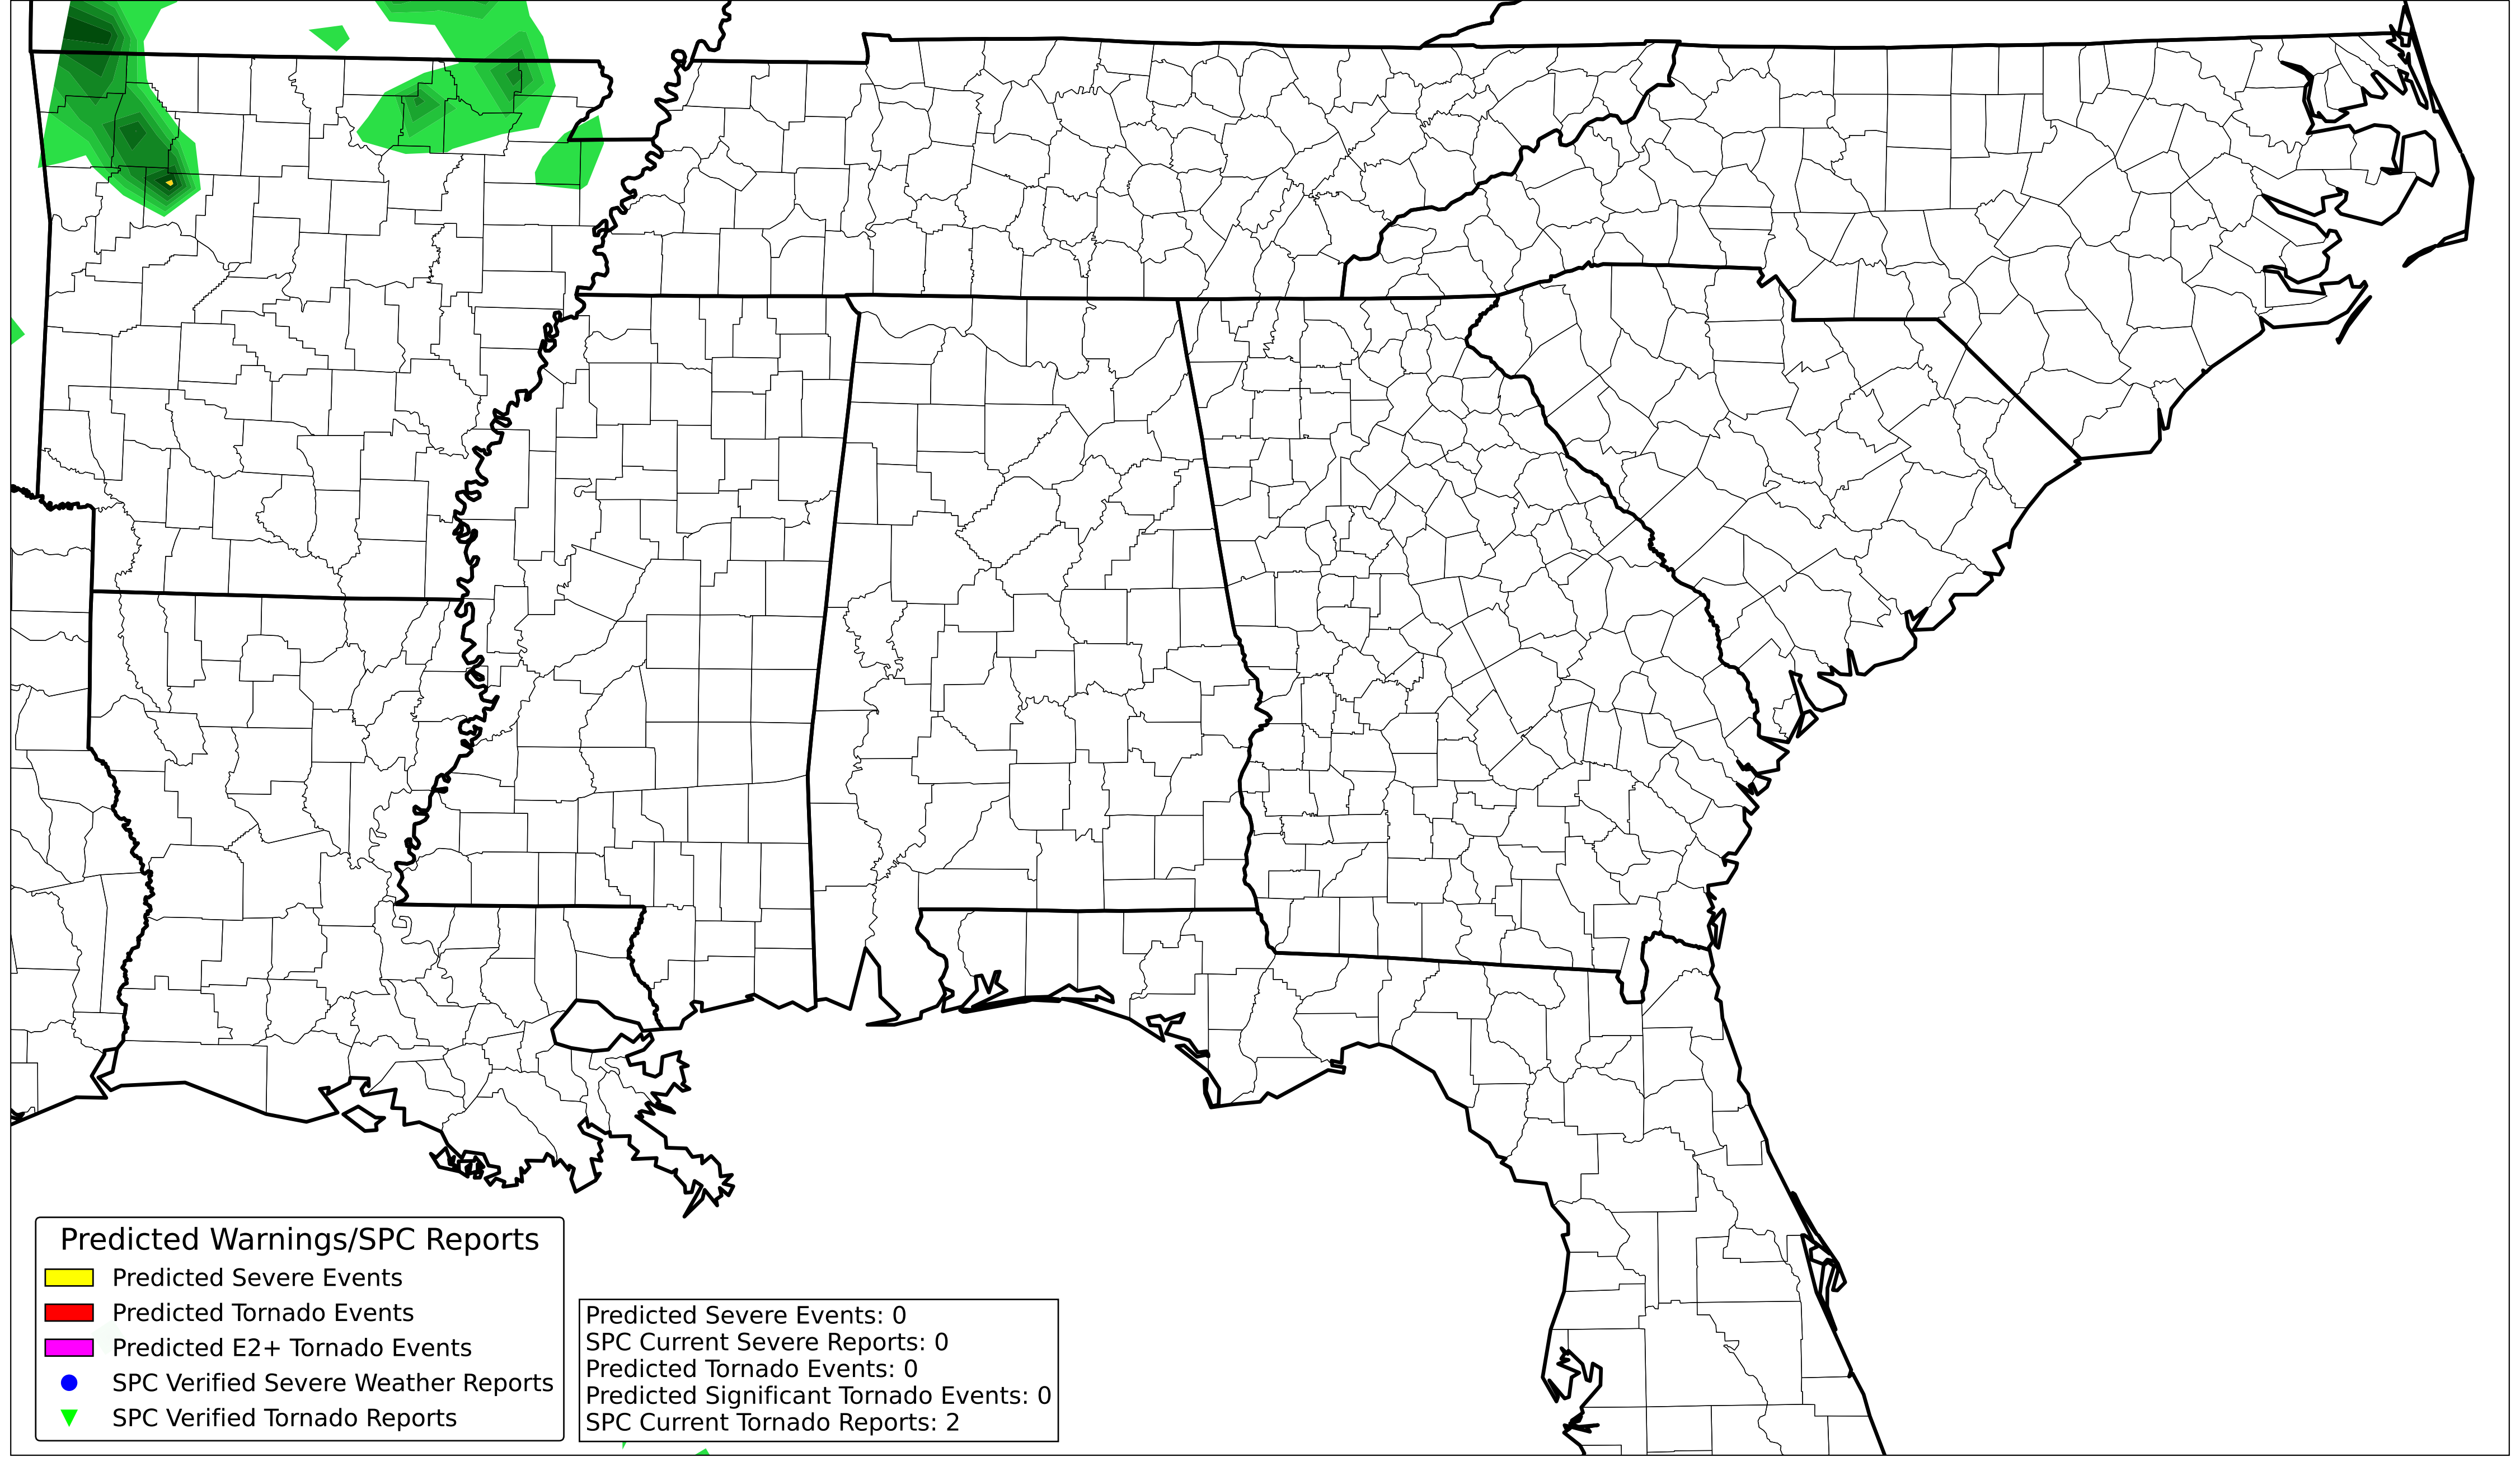 Predicted Warnings/SPC Reports
Predicted Severe Events
Predicted Tornado Events
Predicted E2+ Tornado Events
SPC Verified Severe Weather Reports
SPC Verified Tornado Reports
Predicted Severe Events: 0
SPC Current Severe Reports: 0
Predicted Tornado Events: 0
Predicted Significant Tornado Events: 0
SPC Current Tornado Reports: 2